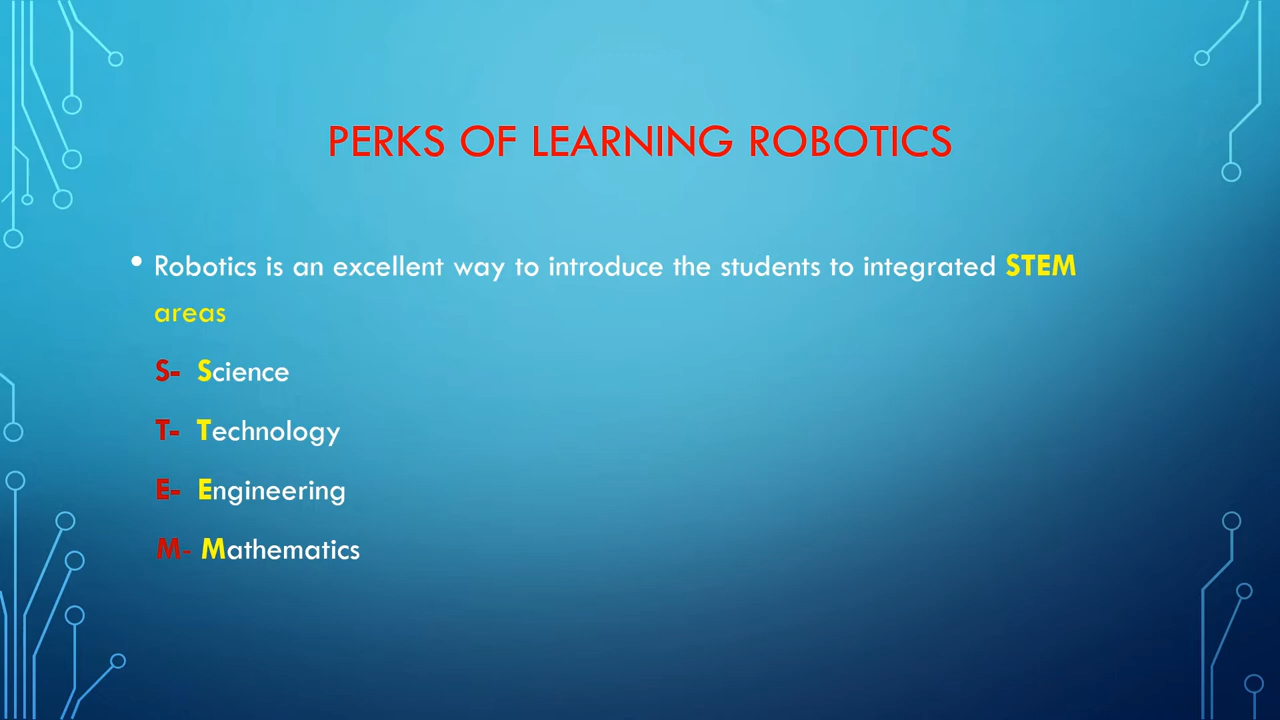 PERKS OF LEARNING ROBOTICS
• Robotics is an excellent way to introduce the students to integrated STEM
areas
S- Science
T- Technology
E- Engineering
M- Mathematics